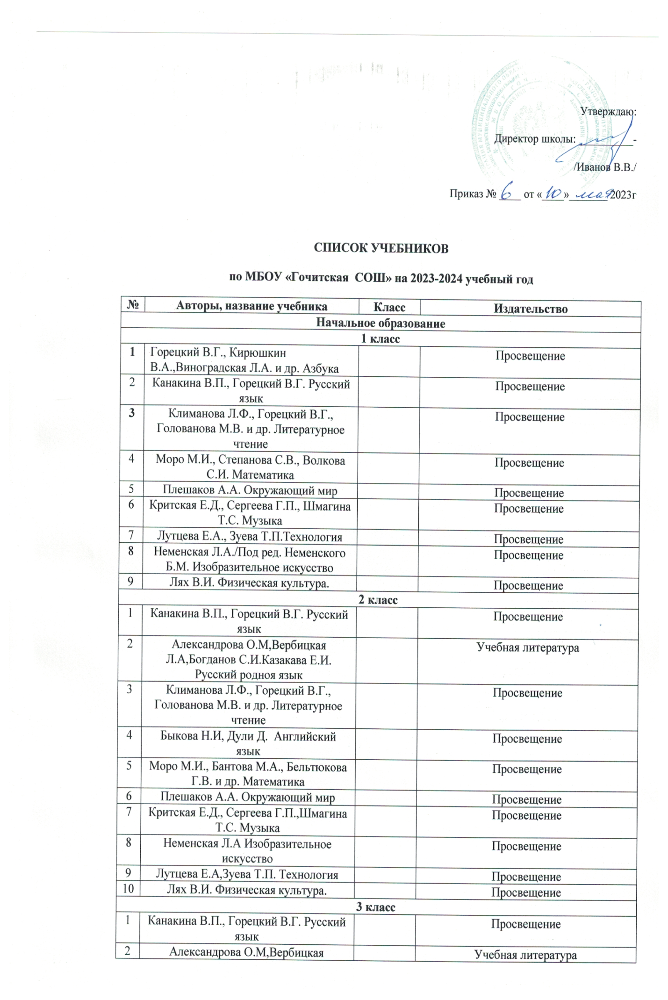 Утверждаю:
Директор школы: __________-
/Иванов В.В./
Приказ № 6 от «10» мая 2023г
СПИСОК УЧЕБНИКОВ
по МБОУ «Гочитская СОШ» на 2023-2024 учебный год
№ Авторы, название учебника Класс Издательство
Начальное образование
1 класс
1 Горецкий В.Г., Кирюшкин Просвещение
В.А.,Виноградская Л.А. и др. Азбука
2 Канакина В.П., Горецкий В.Г. Русский Просвещение
язык
3 Климанова Л.Ф., Горецкий В.Г., Просвещение
Голованова М.В. и др. Литературное
чтение
4 Моро М.И., Степанова С.В., Волкова Просвещение
С.И. Математика
5 Плешаков А.А. Окружающий мир Просвещение
6 Критская Е.Д., Сергеева Г.П., Шмагина Просвещение
Т.С. Музыка
7 Лутцева Е.А., Зуева Т.П.Технология Просвещение
8 Неменская Л.А./Под ред. Неменского Просвещение
Б.М. Изобразительное искусство
9 Лях В.И. Физическая культура. Просвещение
2 класс
1 Канакина В.П., Горецкий В.Г. Русский Просвещение
язык
2 Александрова О.М,Вербицкая Учебная литература
Л.А,Богданов С.И.Казакава Е.И.
Русский родноя язык
3 Климанова Л.Ф., Горецкий В.Г., Просвещение
Голованова М.В. и др. Литературное
чтение
4 Быкова Н.И, Дули Д. Английский Просвещение
язык
5 Моро М.И., Бантова М.А., Бельтюкова Просвещение
Г.В. и др. Математика
6 Плешаков А.А. Окружающий мир Просвещение
7 Критская Е.Д., Сергеева Г.П.,Шмагина Просвещение
Т.С. Музыка
8 Неменская Л.А Изобразительное Просвещение
искусство
9 Лутцева Е.А,Зуева Т.П. Технология Просвещение
10 Лях В.И. Физическая культура. Просвещение
3 класс
1 Канакина В.П., Горецкий В.Г. Русский Просвещение
язык
2 Александрова О.М,Вербицкая Учебная литература